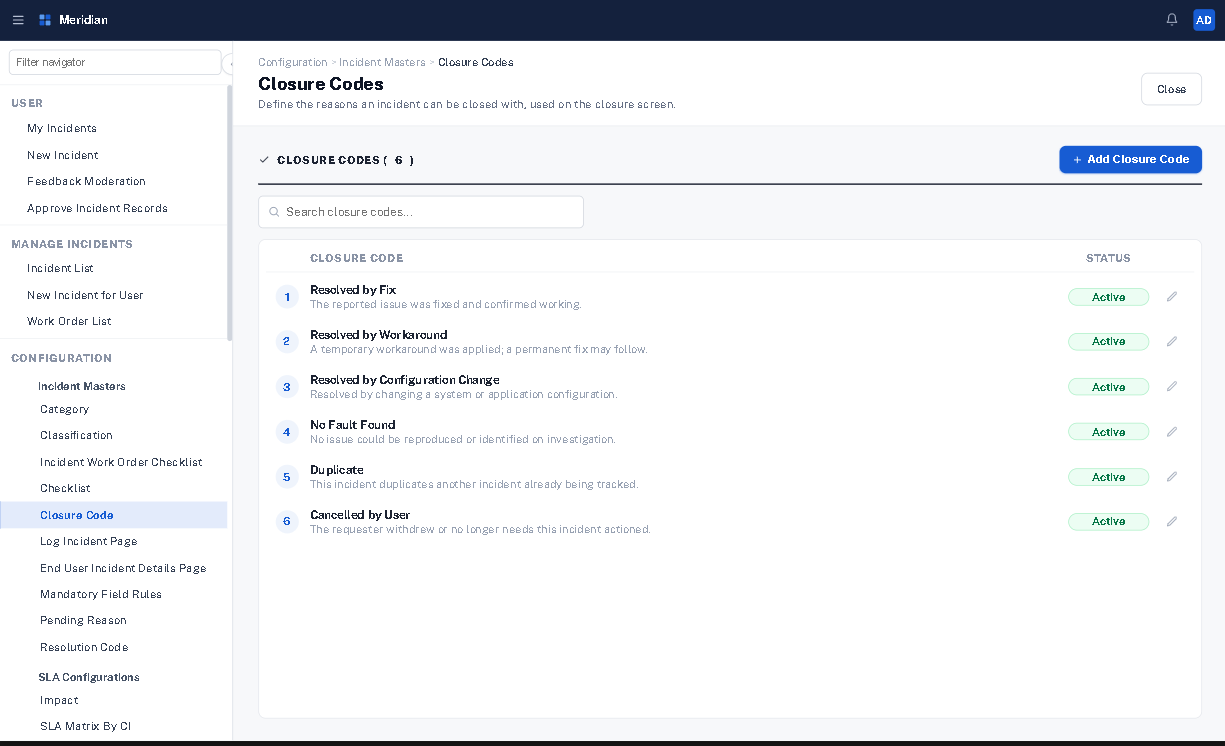 Meridian
AD
Filter navigator
USER
My Incidents
New Incident
Feedback Moderation
Approve Incident Records
MANAGE INCIDENTS
Incident List
New Incident for User
Work Order List
CONFIGURATION
Incident Masters
Category
Classification
Incident Work Order Checklist
Checklist
Closure Code
Log Incident Page
End User Incident Details Page
Mandatory Field Rules
Pending Reason
Resolution Code
SLA Configurations
Impact
SLA Matrix By CI
Configuration > Incident Masters > Closure Codes
Closure Codes
Define the reasons an incident can be closed with, used on the closure screen.
Close
CLOSURE CODES ( 6 )
+ Add Closure Code
Search closure codes...
CLOSURE CODE STATUS
1 Resolved by Fix Active
The reported issue was fixed and confirmed working.
2 Resolved by Workaround Active
A temporary workaround was applied; a permanent fix may follow.
3 Resolved by Configuration Change Active
Resolved by changing a system or application configuration.
4 No Fault Found Active
No issue could be reproduced or identified on investigation.
5 Duplicate Active
This incident duplicates another incident already being tracked.
6 Cancelled by User Active
The requester withdrew or no longer needs this incident actioned.